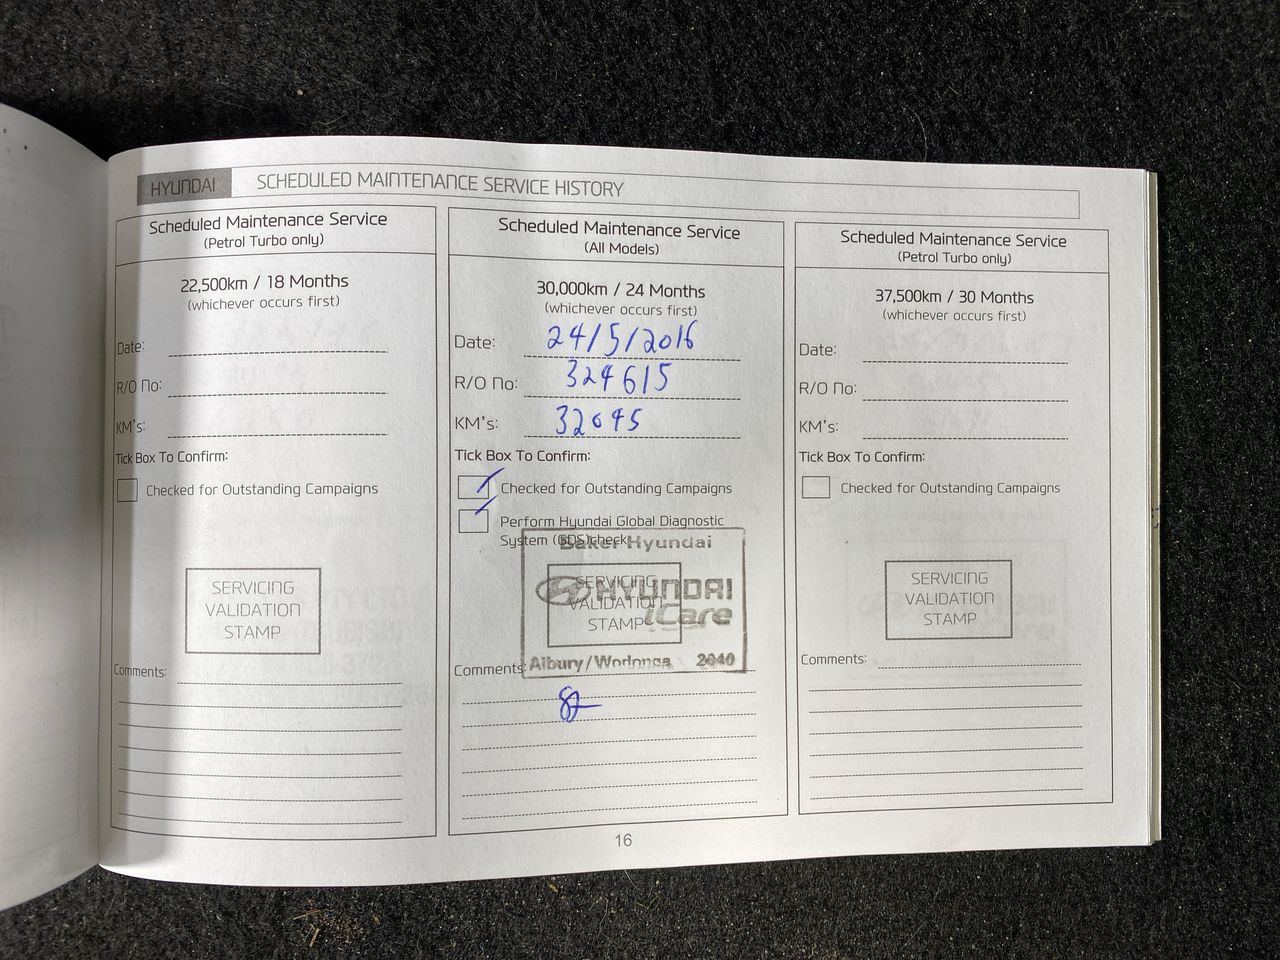 HYUNDAI SCHEDULED MAINTENANCE SERVICE HISTORY
Scheduled Maintenance Service
(Petrol Turbo only)
22,500km / 18 Months
(whichever occurs first)
Date:
R/O No:
KM's:
Tick Box To Confirm:
Checked for Outstanding Campaigns
SERVICING
VALIDATION
STAMP
Comments:
Scheduled Maintenance Service
(All Models)
30,000km / 24 Months
(whichever occurs first)
Date: 24/5/2016
R/O No: 324615
KM's: 32045
Tick Box To Confirm:
Checked for Outstanding Campaigns
Perform Hyundai Global Diagnostic
System (GDS)check
Baker Hyundai
SERVICING
VALIDATION
STAMP
HYUNDAI
iCare
Albury/Wodonga 2640
Comments:
Scheduled Maintenance Service
(Petrol Turbo only)
37,500km / 30 Months
(whichever occurs first)
Date:
R/O No:
KM's:
Tick Box To Confirm:
Checked for Outstanding Campaigns
SERVICING
VALIDATION
STAMP
Comments:
16